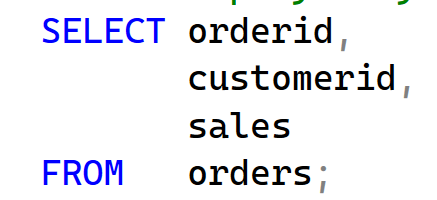 SELECT orderid,
       customerid,
       sales
FROM   orders;